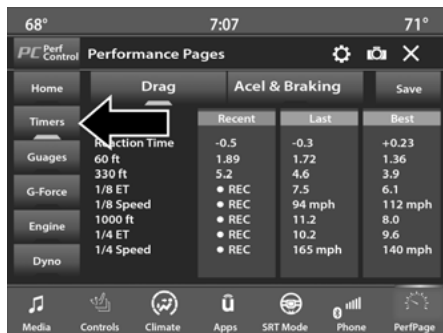 68° 7:07 71°
PC Perf Control Performance Pages
Home Drag Acel & Braking Save
Timers Recent Last Best
Reaction Time -0.5 -0.3 +0.23
60 ft 1.89 1.72 1.36
Guages 330 ft 5.2 4.6 3.9
1/8 ET ● REC 7.5 6.1
G-Force 1/8 Speed ● REC 94 mph 112 mph
1000 ft ● REC 11.2 8.0
Engine 1/4 ET ● REC 10.2 9.6
1/4 Speed ● REC 165 mph 140 mph
Dyno
Media Controls Climate Apps SRT Mode Phone PerfPage